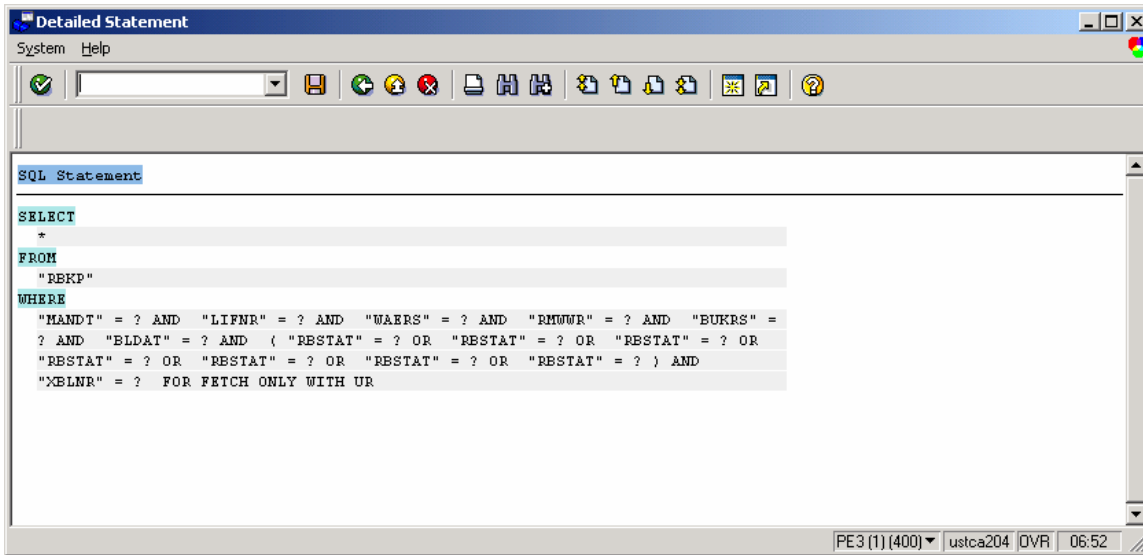 Detailed Statement
System Help
SQL Statement
SELECT
*
FROM
"RBKP"
WHERE
"MANDT" = ? AND "LIFNR" = ? AND "WAERS" = ? AND "RMWWR" = ? AND "BUKRS" =
? AND "BLDAT" = ? AND ( "RBSTAT" = ? OR "RBSTAT" = ? OR "RBSTAT" = ? OR
"RBSTAT" = ? OR "RBSTAT" = ? OR "RBSTAT" = ? OR "RBSTAT" = ? ) AND
"XBLNR" = ? FOR FETCH ONLY WITH UR
PE3 (1) (400) ustca204 OVR 06:52